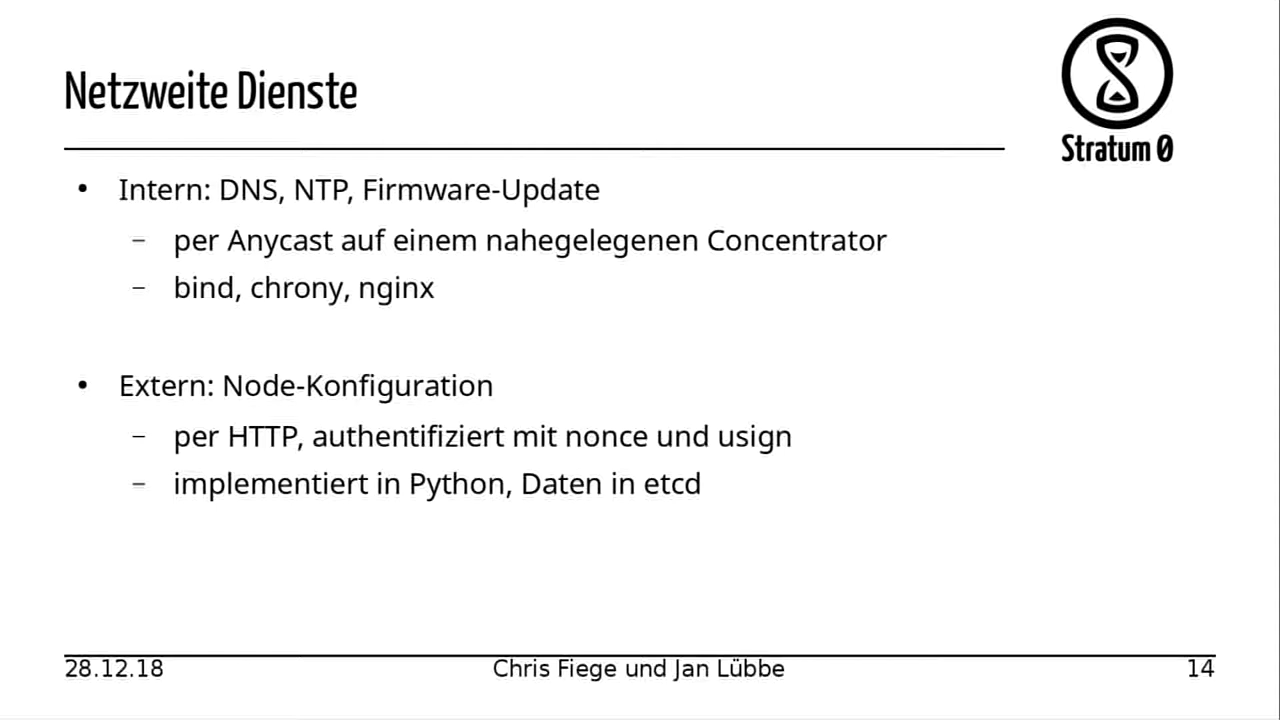 Netzweite Dienste
Stratum 0
• Intern: DNS, NTP, Firmware-Update
– per Anycast auf einem nahegelegenen Concentrator
– bind, chrony, nginx
• Extern: Node-Konfiguration
– per HTTP, authentifiziert mit nonce und usign
– implementiert in Python, Daten in etcd
28.12.18
Chris Fiege und Jan Lübbe
14